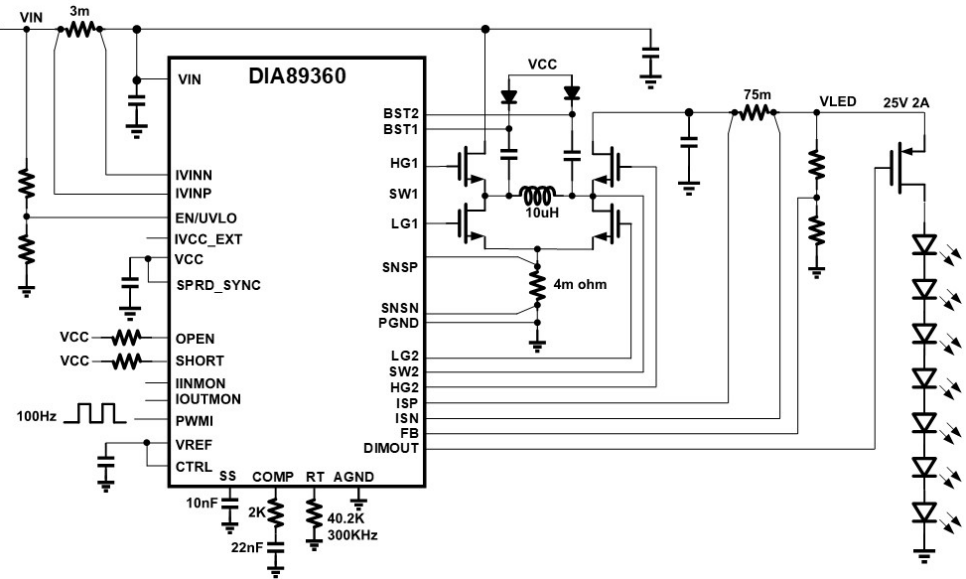 VIN
3m
DIA89360
VIN
IVINN
IVINP
EN/UVLO
IVCC_EXT
VCC
SPRD_SYNC
VCC
OPEN
VCC
SHORT
IINMON
IOUTMON
100Hz
PWMI
VREF
CTRL
SS
COMP
RT
AGND
10nF
2K
22nF
40.2K
300KHz
BST2
BST1
HG1
SW1
LG1
SNSP
SNSN
PGND
LG2
SW2
HG2
ISP
ISN
FB
DIMOUT
VCC
10uH
4m ohm
75m
VLED
25V 2A